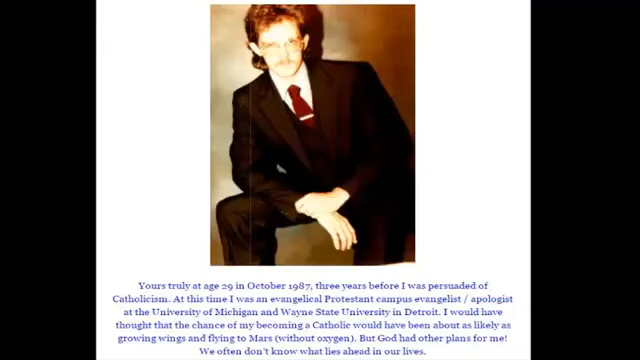 Yours truly at age 29 in October 1987, three years before I was persuaded of
Catholicism. At this time I was an evangelical Protestant campus evangelist / apologist
at the University of Michigan and Wayne State University in Detroit. I would have
thought that the chance of my becoming a Catholic would have been about as likely as
growing wings and flying to Mars (without oxygen). But God had other plans for me!
We often don't know what lies ahead in our lives.